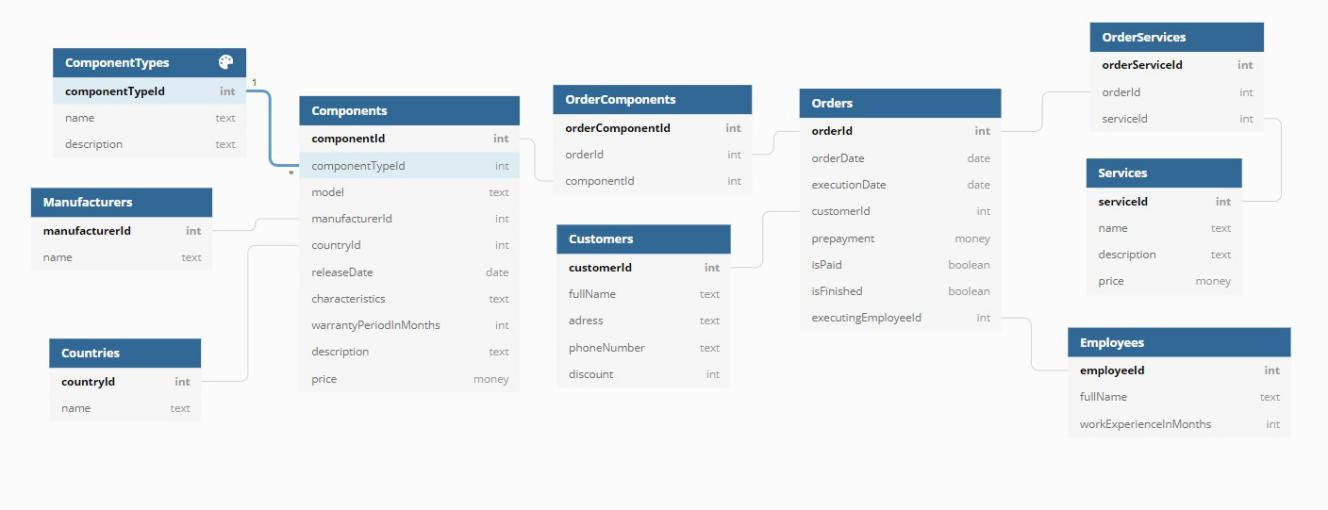 ComponentTypes
componentTypeId int
name text
description text
Manufacturers
manufacturerId int
name text
Countries
countryId int
name text
1
*
Components
componentId int
componentTypeId int
model text
manufacturerId int
countryId int
releaseDate date
characteristics text
warrantyPeriodInMonths int
description text
price money
OrderComponents
orderComponentId int
orderId int
componentId int
Customers
customerId int
fullName text
adress text
phoneNumber text
discount int
Orders
orderId int
orderDate date
executionDate date
customerId int
prepayment money
isPaid boolean
isFinished boolean
executingEmployeeId int
OrderServices
orderServiceId int
orderId int
serviceId int
Services
serviceId int
name text
description text
price money
Employees
employeeId int
fullName text
workExperienceInMonths int